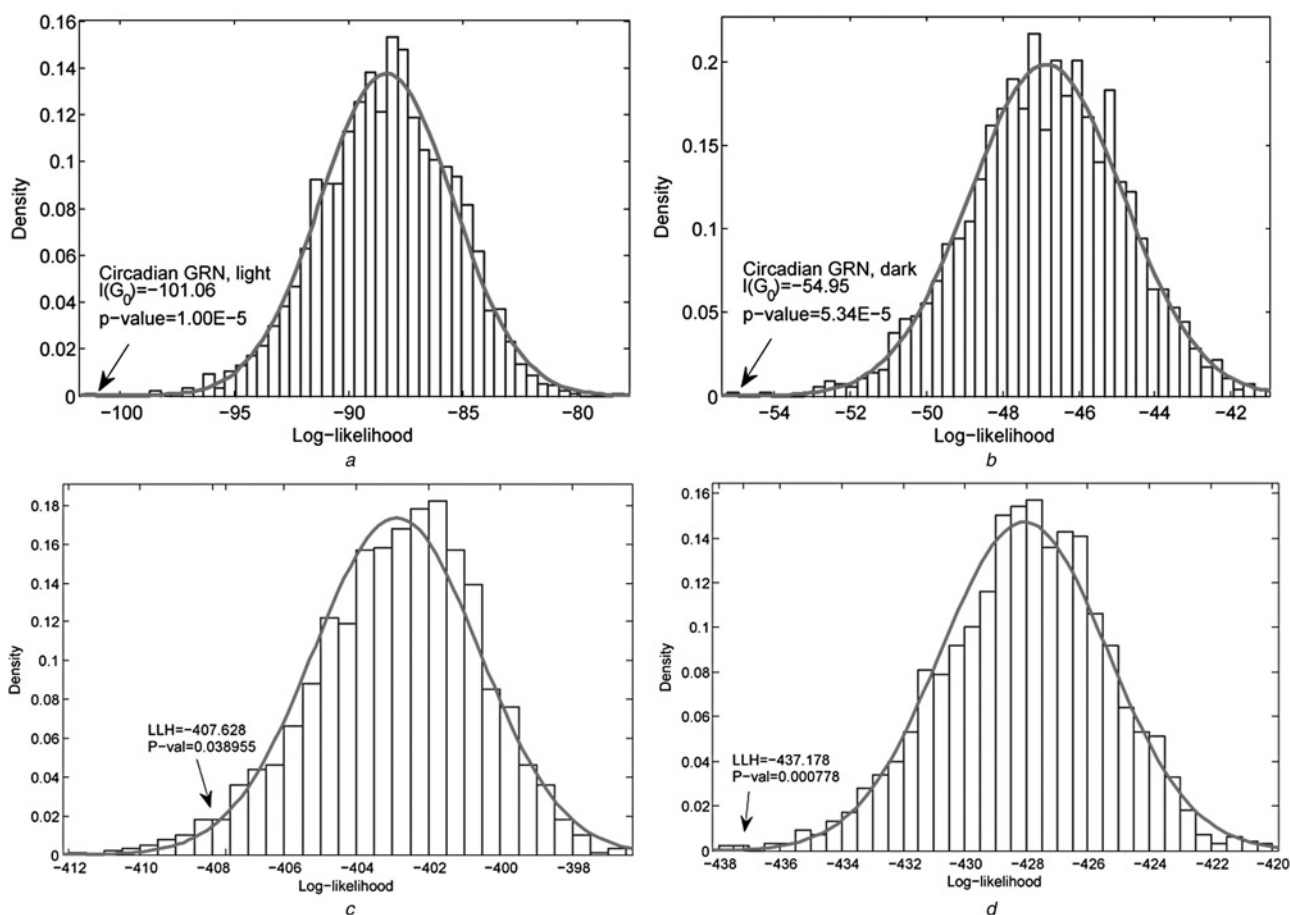 0.16
0.14
0.12
0.1
0.08
0.06
0.04
0.02
0
Density
Circadian GRN, light
l(G0)=−101.06
p−value=1.00E−5
−100 −95 −90 −85 −80
Log−likelihood
a
0.2
0.15
0.1
0.05
0
Density
Circadian GRN, dark
l(G0)=−54.95
p−value=5.34E−5
−54 −52 −50 −48 −46 −44 −42
Log−likelihood
b
0.18
0.16
0.14
0.12
0.1
0.08
0.06
0.04
0.02
0
Density
LLH=−407.628
P−val=0.038955
−412 −410 −408 −406 −404 −402 −400 −398
Log−likelihood
c
0.16
0.14
0.12
0.1
0.08
0.06
0.04
0.02
0
Density
LLH=−437.178
P−val=0.000778
−438 −436 −434 −432 −430 −428 −426 −424 −422 −420
Log−likelihood
d